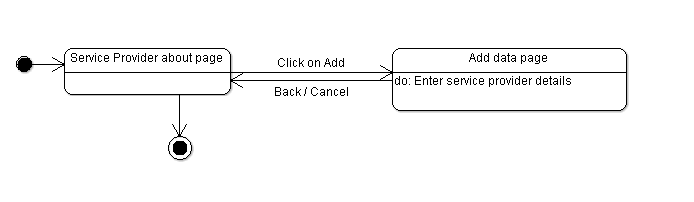 Service Provider about page
Click on Add
Add data page
do: Enter service provider details
Back / Cancel